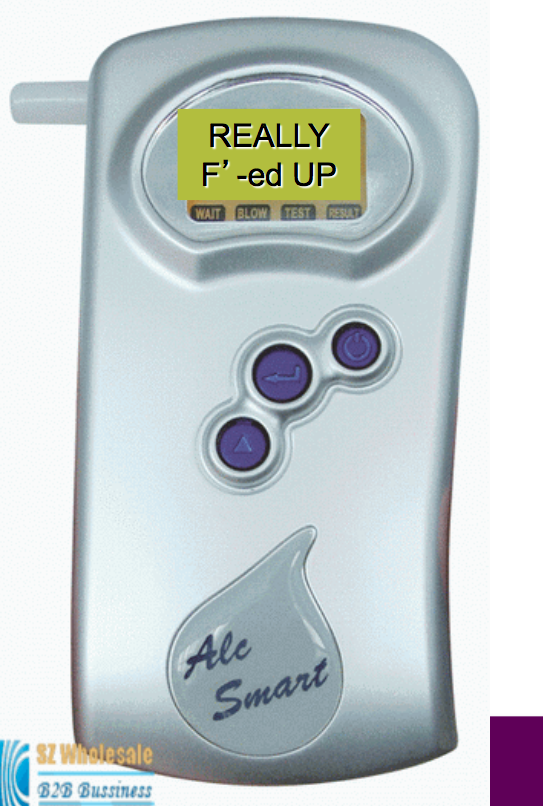 REALLY
F’-ed UP
WAIT BLOW TEST RESULT
Alc
Smart
SZ Wholesale
B2B Bussiness